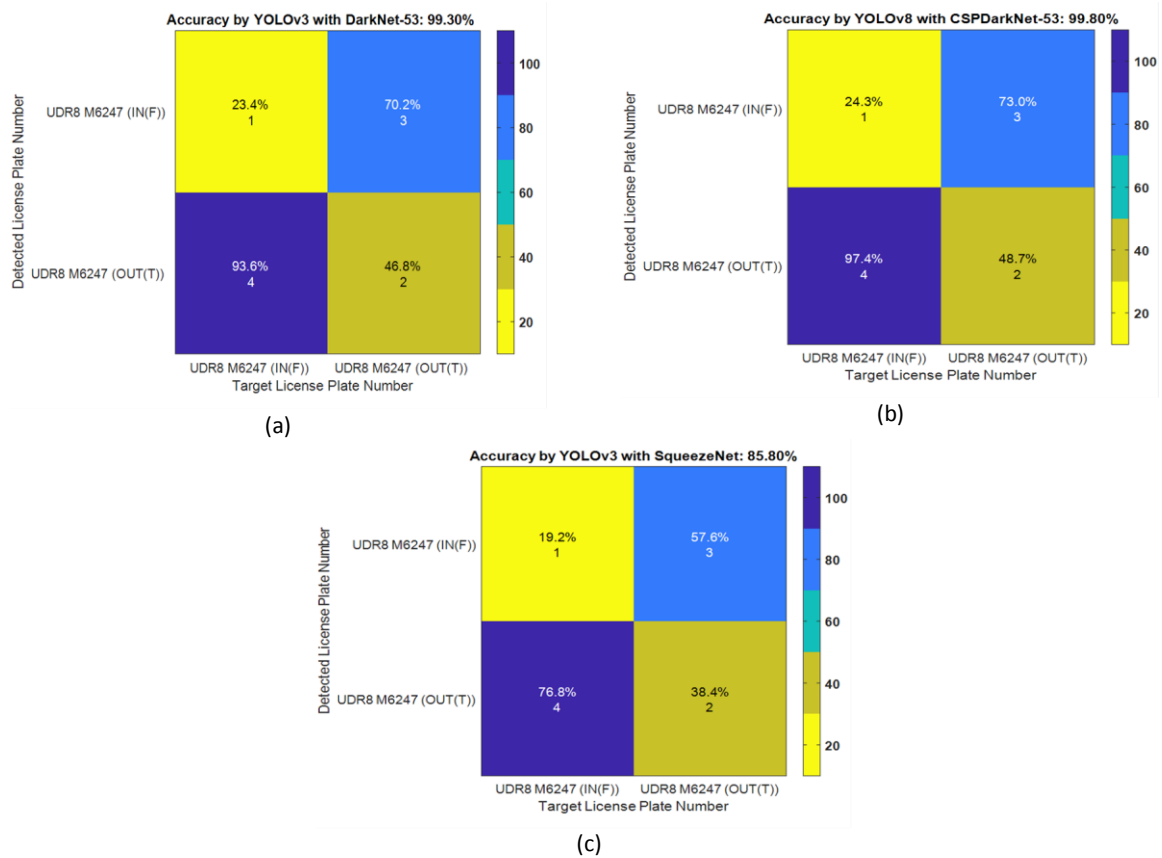 Accuracy by YOLOv3 with DarkNet-53: 99.30%
Detected License Plate Number
UDR8 M6247 (IN(F))
UDR8 M6247 (OUT(T))
23.4%
1
70.2%
3
93.6%
4
46.8%
2
100
80
60
40
20
UDR8 M6247 (IN(F)) UDR8 M6247 (OUT(T))
Target License Plate Number
(a)
Accuracy by YOLOv8 with CSPDarkNet-53: 99.80%
Detected License Plate Number
UDR8 M6247 (IN(F))
UDR8 M6247 (OUT(T))
24.3%
1
73.0%
3
97.4%
4
48.7%
2
100
80
60
40
20
UDR8 M6247 (IN(F)) UDR8 M6247 (OUT(T))
Target License Plate Number
(b)
Accuracy by YOLOv3 with SqueezeNet: 85.80%
Detected License Plate Number
UDR8 M6247 (IN(F))
UDR8 M6247 (OUT(T))
19.2%
1
57.6%
3
76.8%
4
38.4%
2
100
80
60
40
20
UDR8 M6247 (IN(F)) UDR8 M6247 (OUT(T))
Target License Plate Number
(c)